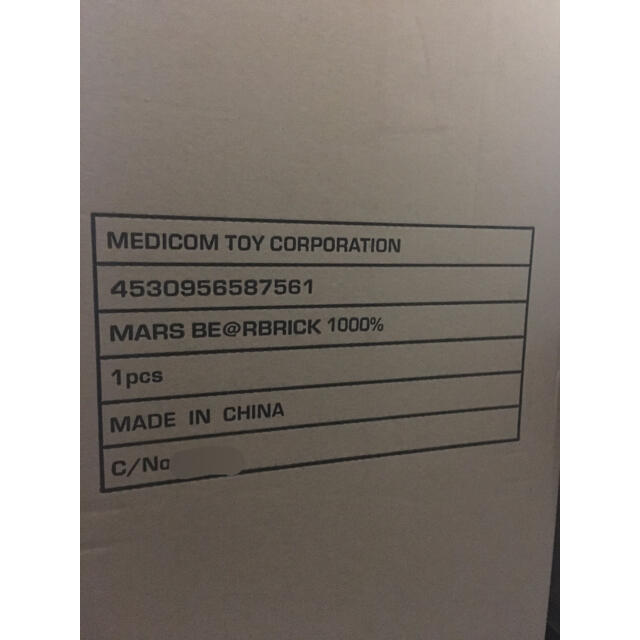 MEDICOM TOY CORPORATION
4530956587561
MARS BE@RBRICK 1000%
1pcs
MADE IN CHINA
C/No